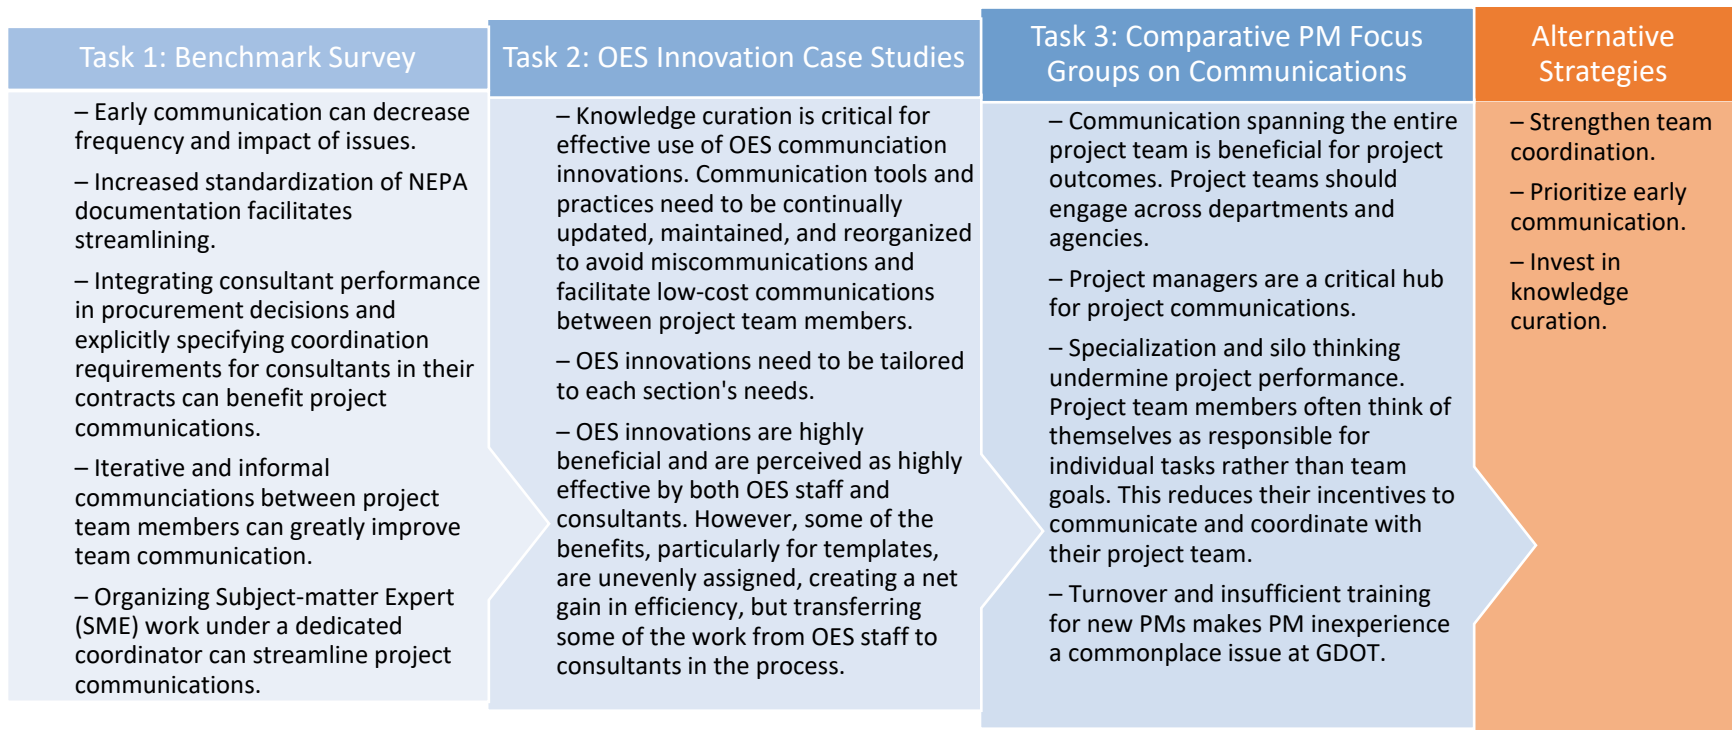 Task 1: Benchmark Survey
– Early communication can decrease
frequency and impact of issues.
– Increased standardization of NEPA
documentation facilitates
streamlining.
– Integrating consultant performance
in procurement decisions and
explicitly specifying coordination
requirements for consultants in their
contracts can benefit project
communications.
– Iterative and informal
communciations between project
team members can greatly improve
team communication.
– Organizing Subject-matter Expert
(SME) work under a dedicated
coordinator can streamline project
communications.
Task 2: OES Innovation Case Studies
– Knowledge curation is critical for
effective use of OES communciation
innovations. Communication tools and
practices need to be continually
updated, maintained, and reorganized
to avoid miscommunications and
facilitate low-cost communications
between project team members.
– OES innovations need to be tailored
to each section's needs.
– OES innovations are highly
beneficial and are perceived as highly
effective by both OES staff and
consultants. However, some of the
benefits, particularly for templates,
are unevenly assigned, creating a net
gain in efficiency, but transferring
some of the work from OES staff to
consultants in the process.
Task 3: Comparative PM Focus
Groups on Communications
– Communication spanning the entire
project team is beneficial for project
outcomes. Project teams should
engage across departments and
agencies.
– Project managers are a critical hub
for project communications.
– Specialization and silo thinking
undermine project performance.
Project team members often think of
themselves as responsible for
individual tasks rather than team
goals. This reduces their incentives to
communicate and coordinate with
their project team.
– Turnover and insufficient training
for new PMs makes PM inexperience
a commonplace issue at GDOT.
Alternative
Strategies
– Strengthen team
coordination.
– Prioritize early
communication.
– Invest in
knowledge
curation.